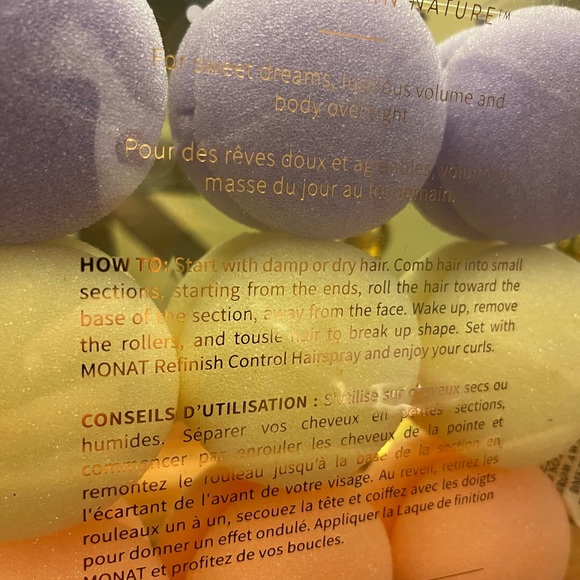 NATURE™
For sweet dreams, luscious volume and
body overnight
Pour des rêves doux et agréables, volume
masse du jour au lendemain.
HOW TO: Start with damp or dry hair. Comb hair into small
sections, starting from the ends, roll the hair toward the
base of the section, away from the face. Wake up, remove
the rollers, and tousle hair to break up shape. Set with
MONAT Refinish Control Hairspray and enjoy your curls.
CONSEILS D'UTILISATION : S'utilise sur cheveux secs ou
humides. Séparer vos cheveux en petites sections,
commencer par enrouler les cheveux de la pointe et
remontez le rouleau jusqu'à la base de la section en
l'écartant de l'avant de votre visage. Au réveil, retirez les
rouleaux un à un, secouez la tête et coiffez avec les doigts
pour donner un effet ondulé. Appliquer la Laque de finition
MONAT et profitez de vos boucles.